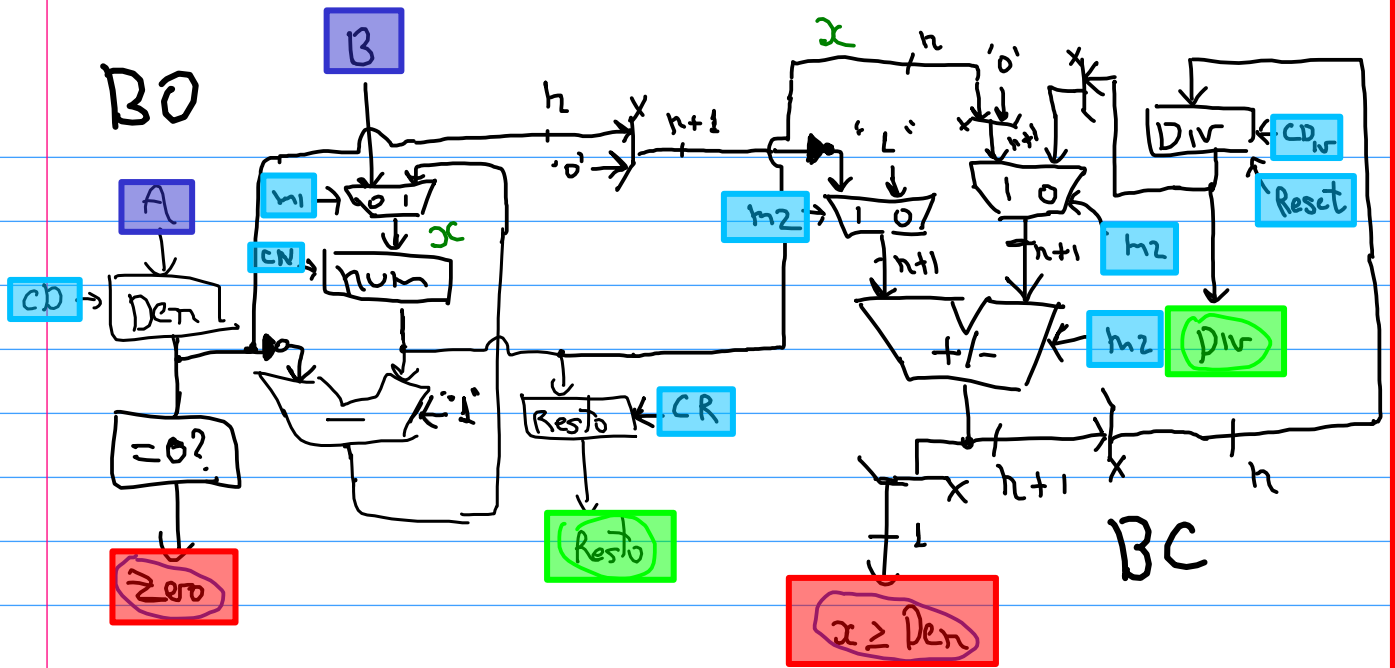 BO
B
x
n
'0'
x
n
n+1
'0'
x
x
n+1
"1"
Div
CDiv
Reset
A
m1
0 1
m2
1 0
1 0
m2
x
CN
num
n+1
n+1
CD
Den
+/-
m2
Div
-
"1"
Resto
CR
=0?
x
n+1
x
n
Resto
1
BC
Zero
x ≥ Den